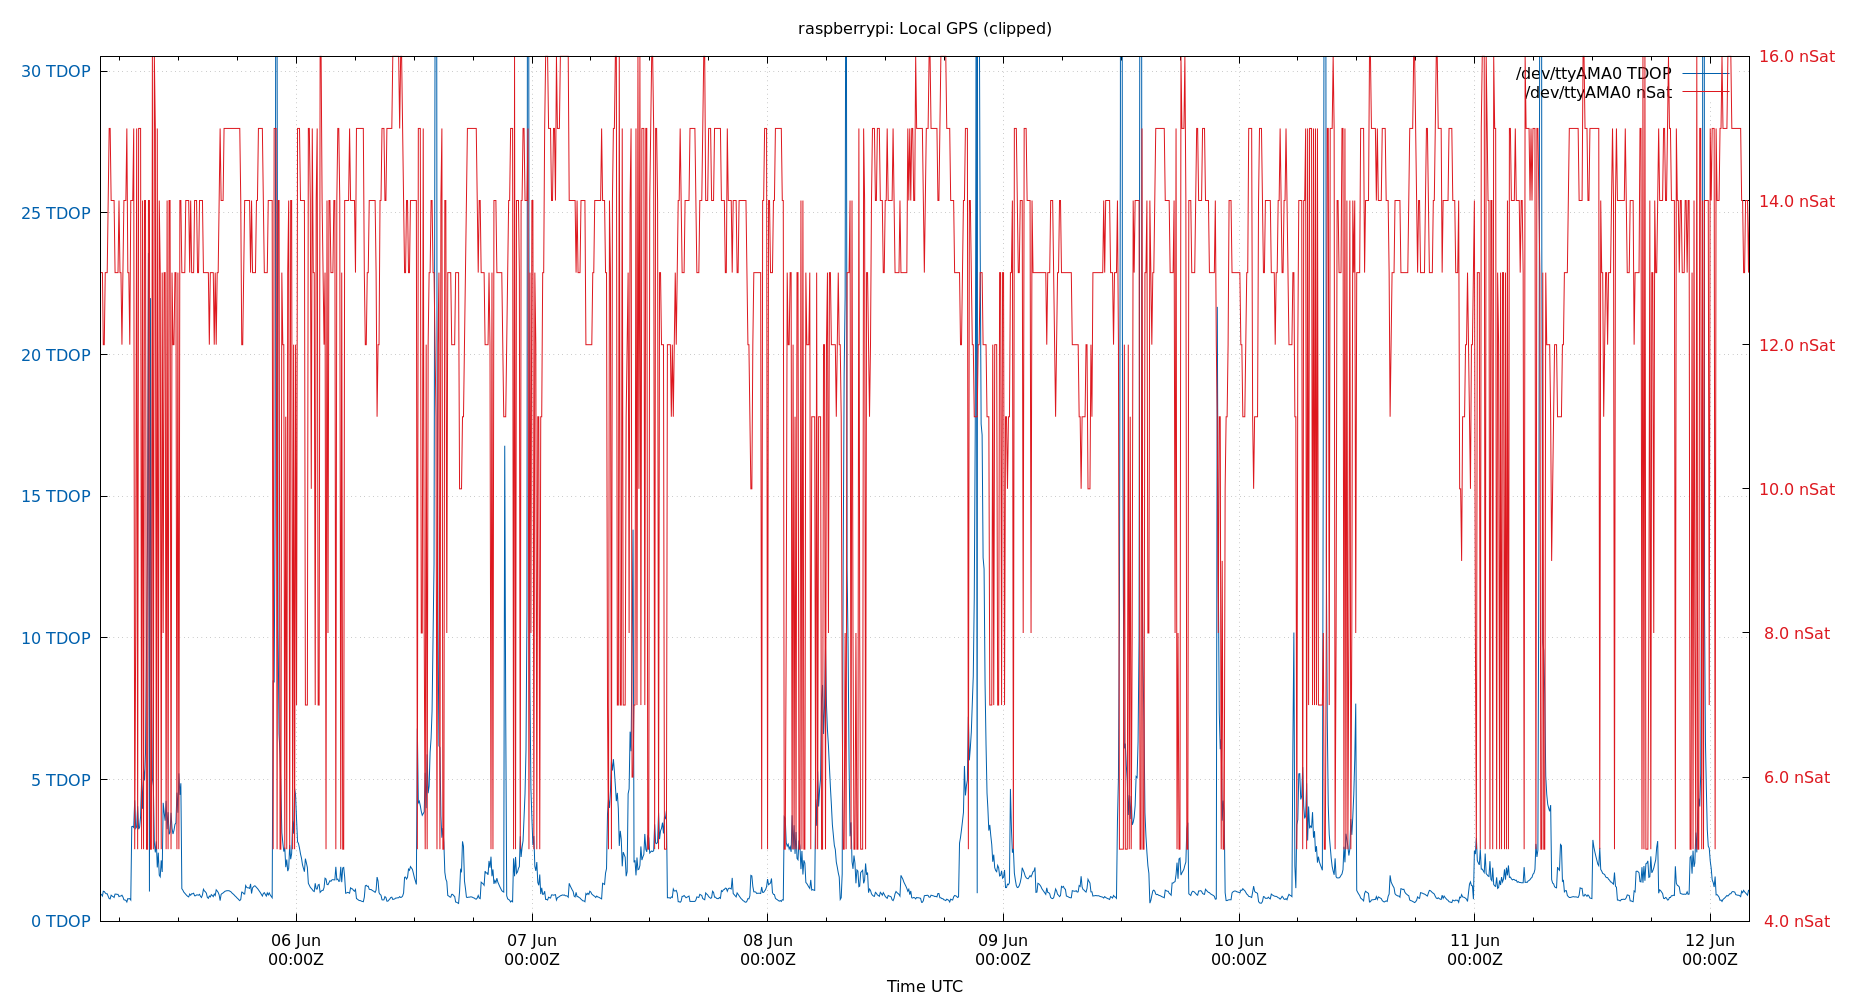 raspberrypi: Local GPS (clipped)
/dev/ttyAMA0 TDOP
/dev/ttyAMA0 nSat
30 TDOP
25 TDOP
20 TDOP
15 TDOP
10 TDOP
5 TDOP
0 TDOP
16.0 nSat
14.0 nSat
12.0 nSat
10.0 nSat
8.0 nSat
6.0 nSat
4.0 nSat
06 Jun
00:00Z
07 Jun
00:00Z
08 Jun
00:00Z
09 Jun
00:00Z
10 Jun
00:00Z
11 Jun
00:00Z
12 Jun
00:00Z
Time UTC